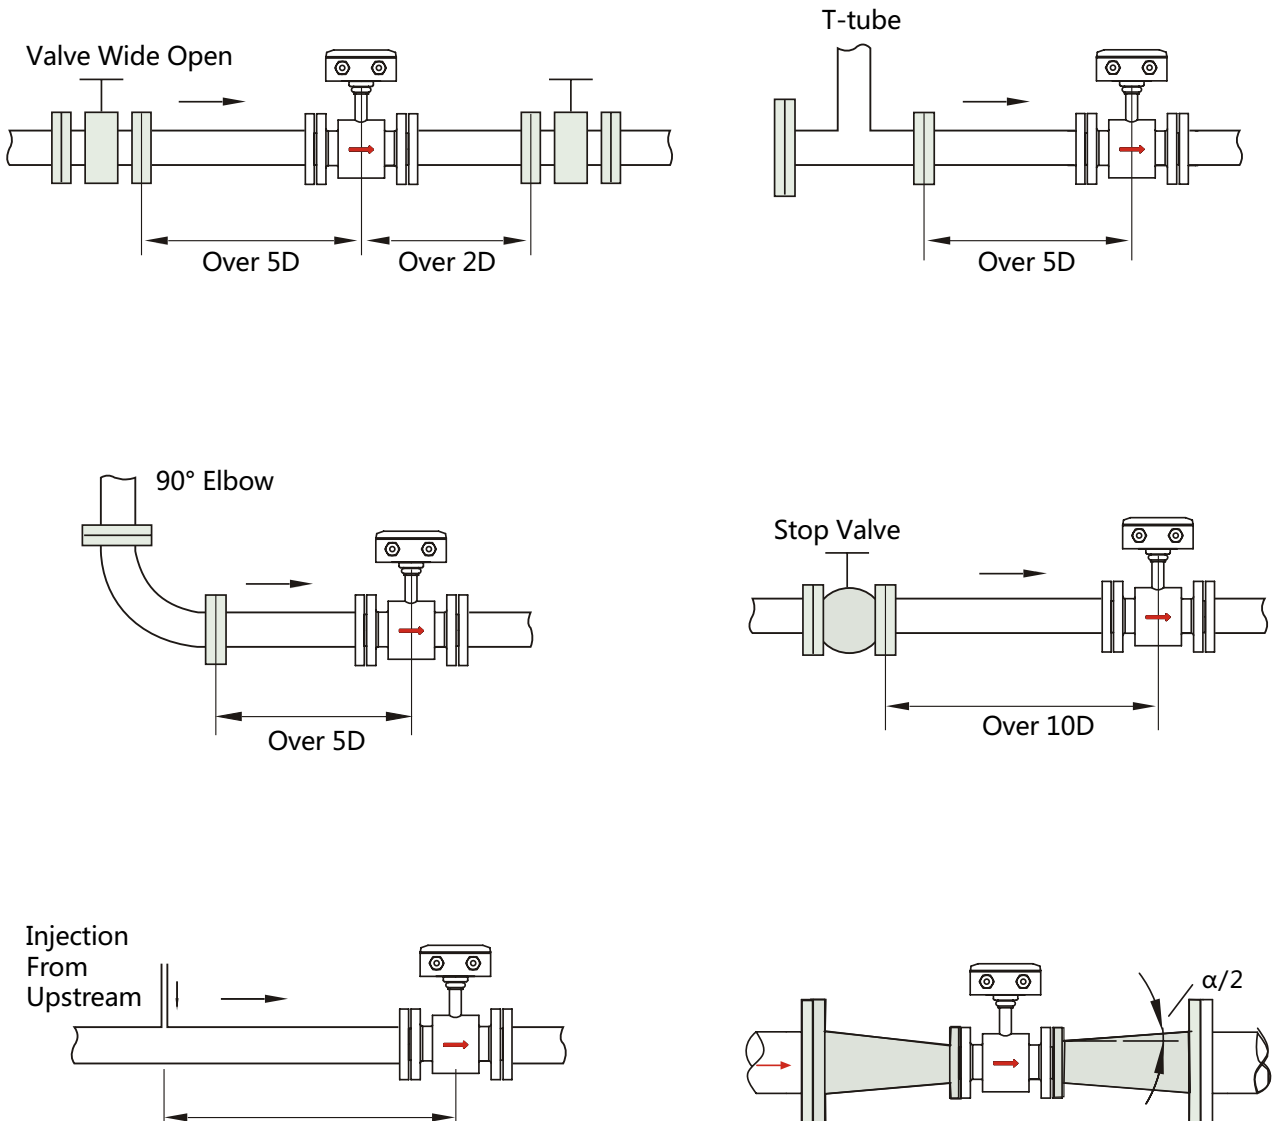 Valve Wide Open
T-tube
Over 5D
Over 2D
Over 5D
90° Elbow
Stop Valve
Over 5D
Over 10D
Injection
From
Upstream
α/2